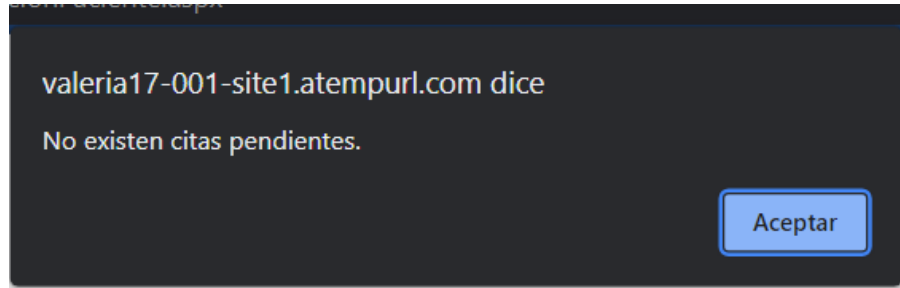 valeria17-001-site1.atempurl.com dice
No existen citas pendientes.
Aceptar